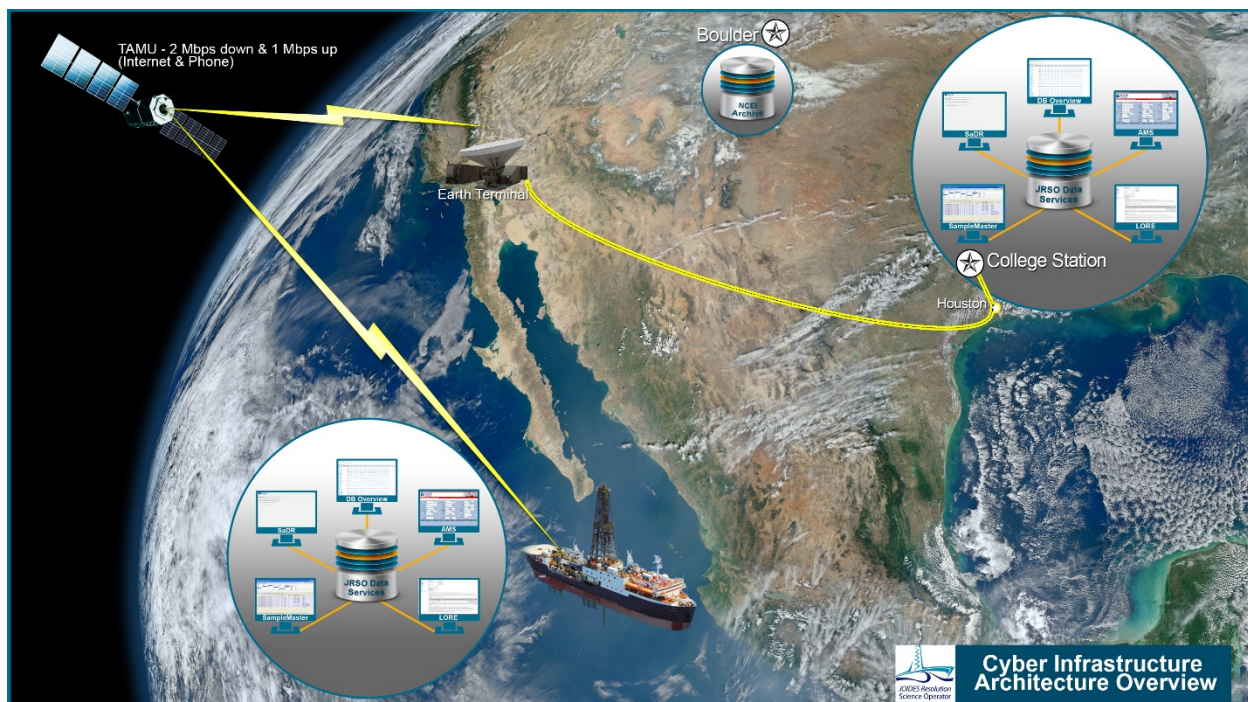 TAMU - 2 Mbps down & 1 Mbps up
(Internet & Phone)
Boulder
NCEI
Archive
DB Overview
SaDR
AMS
JRSO Data
Services
SampleMaster
LORE
Earth Terminal
College Station
Houston
DB Overview
SaDR
AMS
JRSO Data
Services
SampleMaster
LORE
JOIDES Resolution
Science Operator
Cyber Infrastructure
Architecture Overview